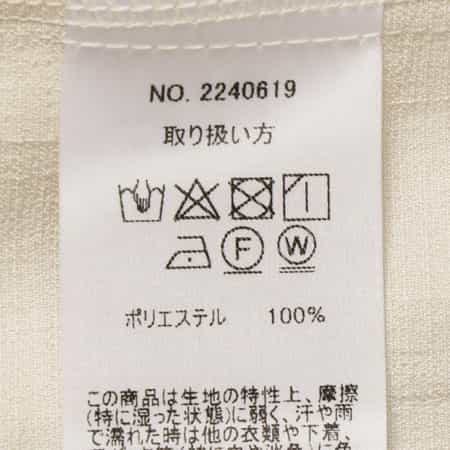 NO. 2240619
取り扱い方
F W
ポリエステル 100%
この商品は生地の特性上、摩擦
(特に湿った状態)に弱く、汗や雨
で濡れた時は他の衣類や下着、